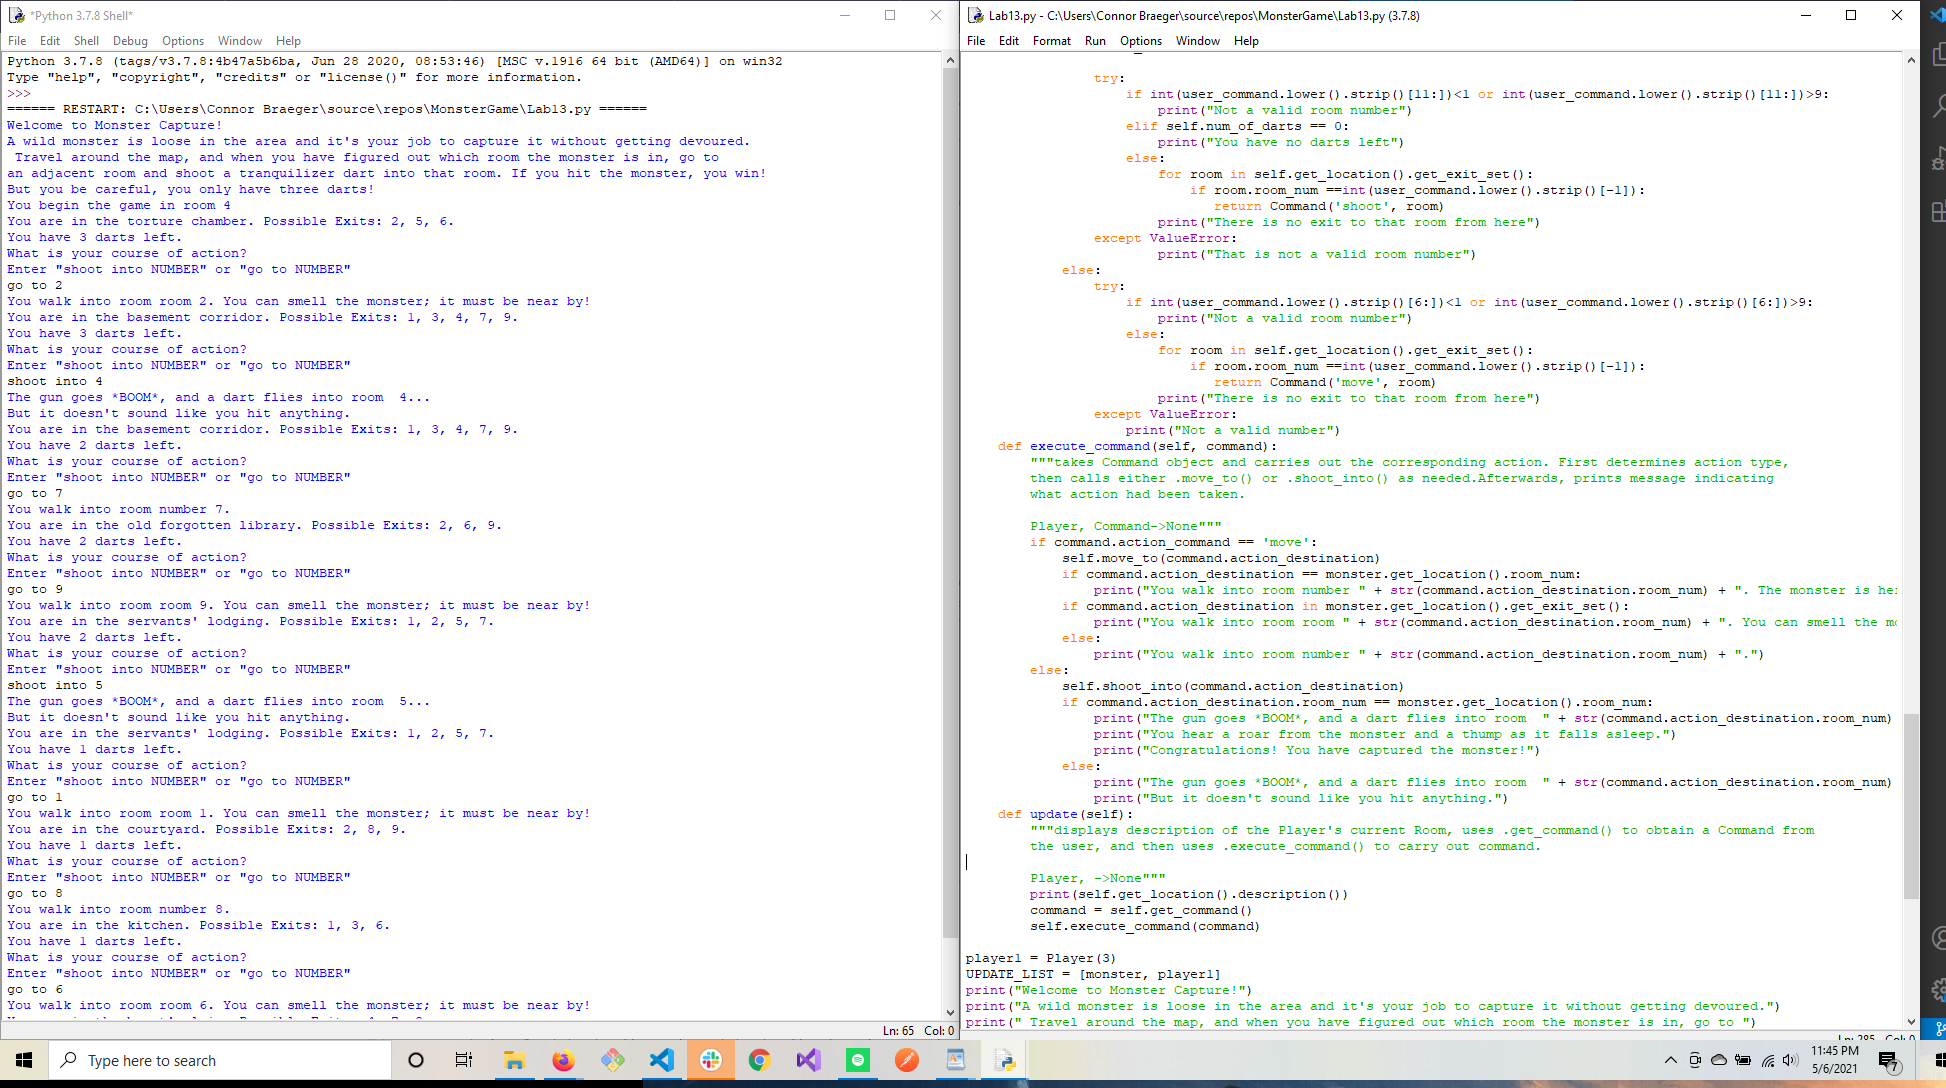 *Python 3.7.8 Shell*
File Edit Shell Debug Options Window Help
Python 3.7.8 (tags/v3.7.8:4b47a5b6ba, Jun 28 2020, 08:53:46) [MSC v.1916 64 bit (AMD64)] on win32
Type "help", "copyright", "credits" or "license()" for more information.
>>>
====== RESTART: C:\Users\Connor Braeger\source\repos\MonsterGame\Lab13.py ======
Welcome to Monster Capture!
A wild monster is loose in the area and it's your job to capture it without getting devoured.
 Travel around the map, and when you have figured out which room the monster is in, go to
an adjacent room and shoot a tranquilizer dart into that room. If you hit the monster, you win!
But you be careful, you only have three darts!
You begin the game in room 4
You are in the torture chamber. Possible Exits: 2, 5, 6.
You have 3 darts left.
What is your course of action?
Enter "shoot into NUMBER" or "go to NUMBER"
go to 2
You walk into room room 2. You can smell the monster; it must be near by!
You are in the basement corridor. Possible Exits: 1, 3, 4, 7, 9.
You have 3 darts left.
What is your course of action?
Enter "shoot into NUMBER" or "go to NUMBER"
shoot into 4
The gun goes *BOOM*, and a dart flies into room  4...
But it doesn't sound like you hit anything.
You are in the basement corridor. Possible Exits: 1, 3, 4, 7, 9.
You have 2 darts left.
What is your course of action?
Enter "shoot into NUMBER" or "go to NUMBER"
go to 7
You walk into room number 7.
You are in the old forgotten library. Possible Exits: 2, 6, 9.
You have 2 darts left.
What is your course of action?
Enter "shoot into NUMBER" or "go to NUMBER"
go to 9
You walk into room room 9. You can smell the monster; it must be near by!
You are in the servants' lodging. Possible Exits: 1, 2, 5, 7.
You have 2 darts left.
What is your course of action?
Enter "shoot into NUMBER" or "go to NUMBER"
shoot into 5
The gun goes *BOOM*, and a dart flies into room  5...
But it doesn't sound like you hit anything.
You are in the servants' lodging. Possible Exits: 1, 2, 5, 7.
You have 1 darts left.
What is your course of action?
Enter "shoot into NUMBER" or "go to NUMBER"
go to 1
You walk into room room 1. You can smell the monster; it must be near by!
You are in the courtyard. Possible Exits: 2, 8, 9.
You have 1 darts left.
What is your course of action?
Enter "shoot into NUMBER" or "go to NUMBER"
go to 8
You walk into room number 8.
You are in the kitchen. Possible Exits: 1, 3, 6.
You have 1 darts left.
What is your course of action?
Enter "shoot into NUMBER" or "go to NUMBER"
go to 6
You walk into room room 6. You can smell the monster; it must be near by!
Ln: 65 Col: 0
Lab13.py - C:\Users\Connor Braeger\source\repos\MonsterGame\Lab13.py (3.7.8)
File Edit Format Run Options Window Help
try:
if int(user_command.lower().strip()[11:])<1 or int(user_command.lower().strip()[11:])>9:
print("Not a valid room number")
elif self.num_of_darts == 0:
print("You have no darts left")
else:
for room in self.get_location().get_exit_set():
if room.room_num ==int(user_command.lower().strip()[-1]):
return Command('shoot', room)
print("There is no exit to that room from here")
except ValueError:
print("That is not a valid room number")
else:
try:
if int(user_command.lower().strip()[6:])<1 or int(user_command.lower().strip()[6:])>9:
print("Not a valid room number")
else:
for room in self.get_location().get_exit_set():
if room.room_num ==int(user_command.lower().strip()[-1]):
return Command('move', room)
print("There is no exit to that room from here")
except ValueError:
print("Not a valid number")
def execute_command(self, command):
"""takes Command object and carries out the corresponding action. First determines action type,
then calls either .move_to() or .shoot_into() as needed.Afterwards, prints message indicating
what action had been taken.
Player, Command->None"""
if command.action_command == 'move':
self.move_to(command.action_destination)
if command.action_destination == monster.get_location().room_num:
print("You walk into room number " + str(command.action_destination.room_num) + ". The monster is
if command.action_destination in monster.get_location().get_exit_set():
print("You walk into room room " + str(command.action_destination.room_num) + ". You can smell the
else:
print("You walk into room number " + str(command.action_destination.room_num) + ".")
else:
self.shoot_into(command.action_destination)
if command.action_destination.room_num == monster.get_location().room_num:
print("The gun goes *BOOM*, and a dart flies into room  " + str(command.action_destination.room_num)
print("You hear a roar from the monster and a thump as it falls asleep.")
print("Congratulations! You have captured the monster!")
else:
print("The gun goes *BOOM*, and a dart flies into room  " + str(command.action_destination.room_num)
print("But it doesn't sound like you hit anything.")
def update(self):
"""displays description of the Player's current Room, uses .get_command() to obtain a Command from
the user, and then uses .execute_command() to carry out command.
Player, ->None"""
print(self.get_location().description())
command = self.get_command()
self.execute_command(command)
player1 = Player(3)
UPDATE_LIST = [monster, player1]
print("Welcome to Monster Capture!")
print("A wild monster is loose in the area and it's your job to capture it without getting devoured.")
print(" Travel around the map, and when you have figured out which room the monster is in, go to ")
Type here to search
11:45 PM
5/6/2021
7